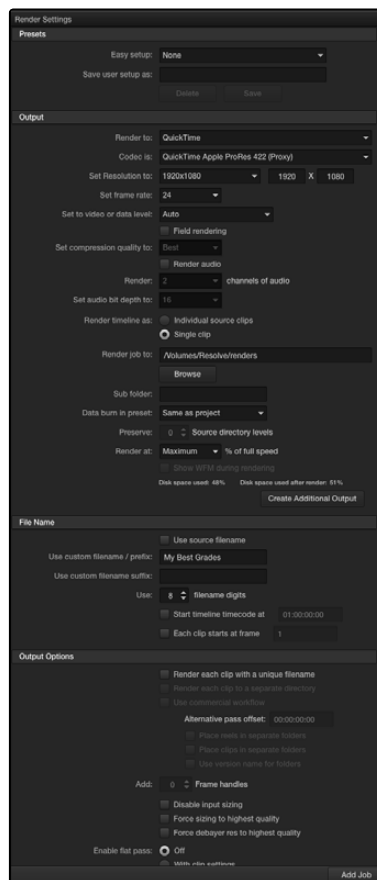 Render Settings
Presets
Easy setup: None
Save user setup as:
Delete Save
Output
Render to: QuickTime
Codec is: QuickTime Apple ProRes 422 (Proxy)
Set Resolution to: 1920x1080 1920 X 1080
Set frame rate: 24
Set to video or data level: Auto
Field rendering
Set compression quality to: Best
Render audio
Render: 2 channels of audio
Set audio bit depth to: 16
Render timeline as: Individual source clips
Single clip
Render job to: /Volumes/Resolve/renders
Browse
Sub folder:
Data burn in preset: Same as project
Preserve: 0 Source directory levels
Render at: Maximum % of full speed
Show WFM during rendering
Disk space used: 48% Disk space used after render: 51%
Create Additional Output
File Name
Use source filename
Use custom filename / prefix: My Best Grades
Use custom filename suffix:
Use: 8 filename digits
Start timeline timecode at 01:00:00:00
Each clip starts at frame 1
Output Options
Render each clip with a unique filename
Render each clip to a separate directory
Use commercial workflow
Alternative pass offset: 00:00:00:00
Place reels in separate folders
Place clips in separate folders
Use version name for folders
Add: 0 Frame handles
Disable input sizing
Force sizing to highest quality
Force debayer res to highest quality
Enable flat pass: Off
With clip settings
Add Job